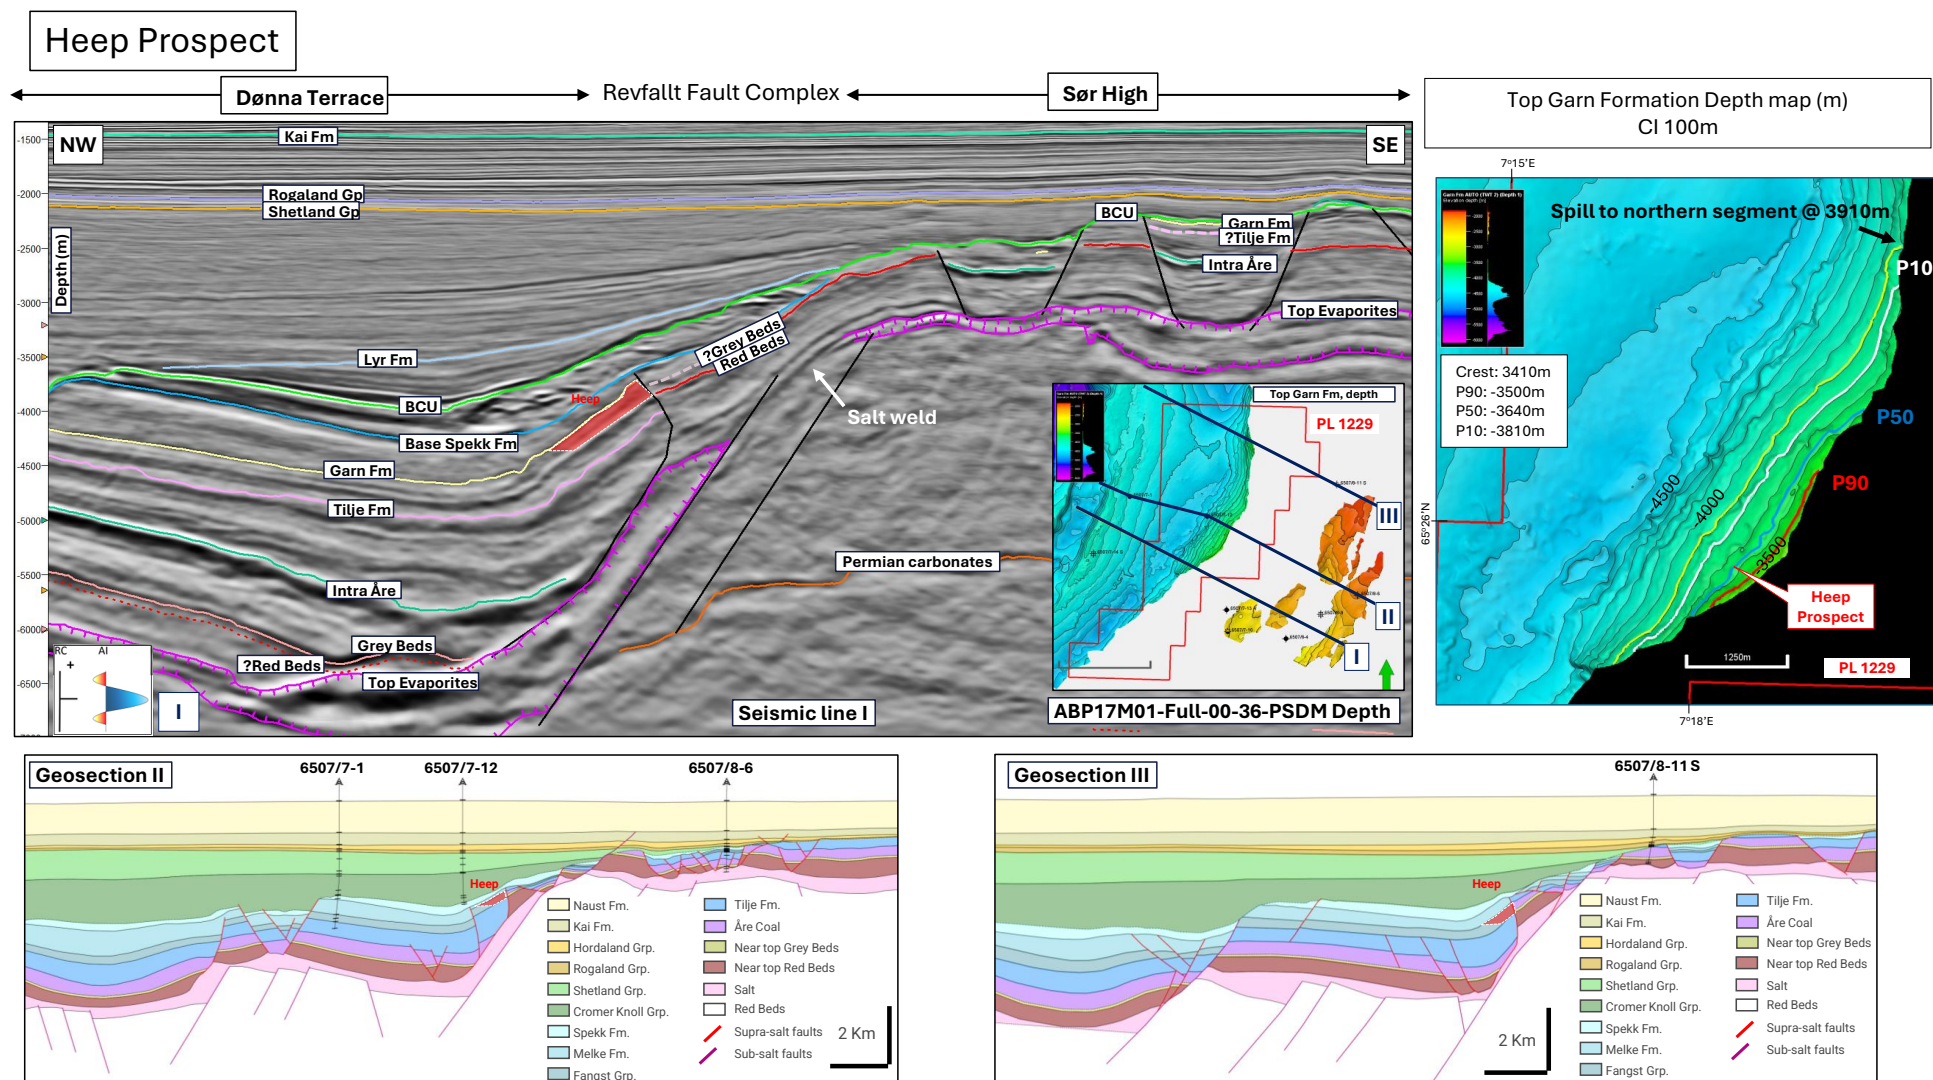 Heep Prospect
Dønna Terrace
Revfallt Fault Complex
Sør High
Top Garn Formation Depth map (m)
CI 100m
NW
SE
Kai Fm
Rogaland Gp
Shetland Gp
BCU
Garn Fm
?Tilje Fm
Intra Åre
Top Evaporites
Depth (m)
-1500
-2000
-2500
-3000
-3500
-4000
-4500
-5000
-5500
-6000
-6500
Lyr Fm
?Grey Beds
Red Beds
Salt weld
Heep
BCU
Base Spekk Fm
Garn Fm
Tilje Fm
Intra Åre
Permian carbonates
Grey Beds
?Red Beds
Top Evaporites
RC
AI
+
I
Seismic line I
ABP17M01-Full-00-36-PSDM Depth
Top Garn Fm, depth
PL 1229
III
II
I
7°15'E
Spill to northern segment @ 3910m
P10
P50
P90
Crest: 3410m
P90: -3500m
P50: -3640m
P10: -3810m
-4500
-4000
-3500
65°26'N
Heep
Prospect
1250m
PL 1229
7°18'E
Geosection II
6507/7-1
6507/7-12
6507/8-6
Heep
Naust Fm.
Kai Fm.
Hordaland Grp.
Rogaland Grp.
Shetland Grp.
Cromer Knoll Grp.
Spekk Fm.
Melke Fm.
Fangst Grp.
Tilje Fm.
Åre Coal
Near top Grey Beds
Near top Red Beds
Salt
Red Beds
Supra-salt faults
Sub-salt faults
2 Km
Geosection III
6507/8-11 S
Heep
Naust Fm.
Kai Fm.
Hordaland Grp.
Rogaland Grp.
Shetland Grp.
Cromer Knoll Grp.
Spekk Fm.
Melke Fm.
Fangst Grp.
Tilje Fm.
Åre Coal
Near top Grey Beds
Near top Red Beds
Salt
Red Beds
Supra-salt faults
Sub-salt faults
2 Km